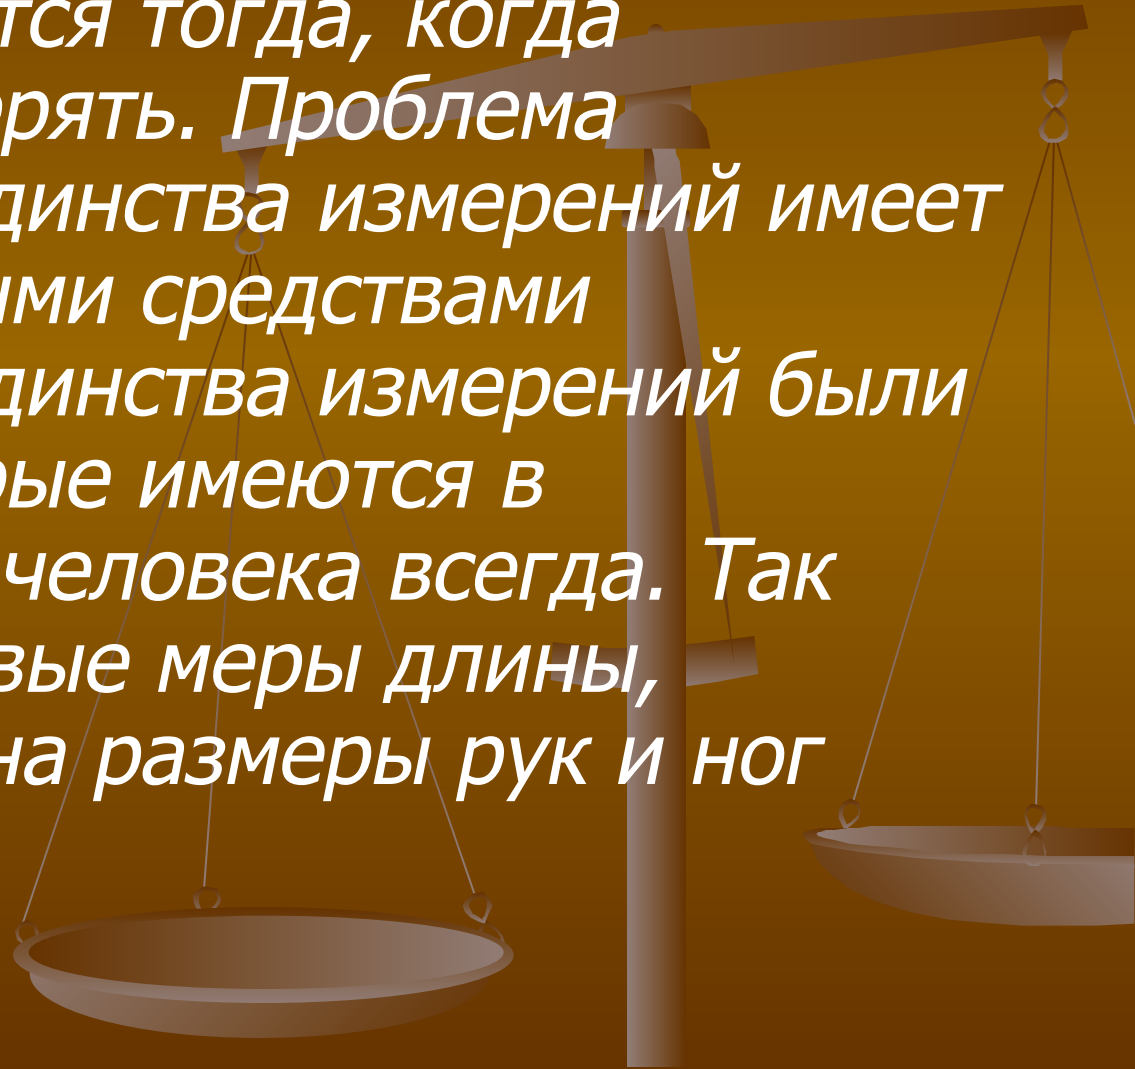 тся тогда, когда
рять. Проблема
динства измерений имеет
ми средствами
динства измерений были
рые имеются в
человека всегда. Так
вые меры длины,
на размеры рук и ног